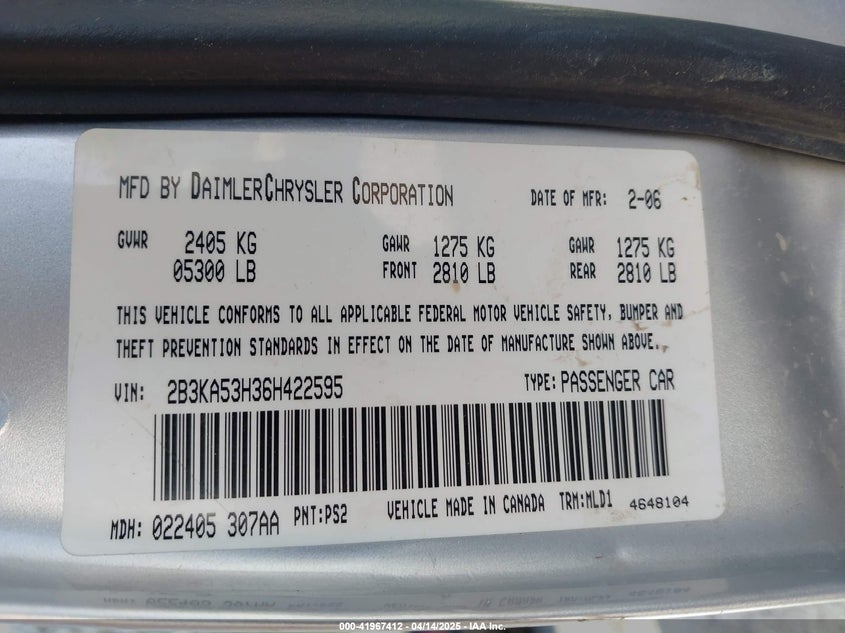 MFD BY DAIMLERCHRYSLER CORPORATION DATE OF MFR: 2-06
GVWR 2405 KG GAWR 1275 KG GAWR 1275 KG
05300 LB FRONT 2810 LB REAR 2810 LB
THIS VEHICLE CONFORMS TO ALL APPLICABLE FEDERAL MOTOR VEHICLE SAFETY, BUMPER AND
THEFT PREVENTION STANDARDS IN EFFECT ON THE DATE OF MANUFACTURE SHOWN ABOVE.
VIN: 2B3KA53H36H422595 TYPE: PASSENGER CAR
MDH: 022405 307AA PNT:PS2 VEHICLE MADE IN CANADA TRM:MLD1 4648104
000-41967412 - 04/14/2025 - IAA Inc.